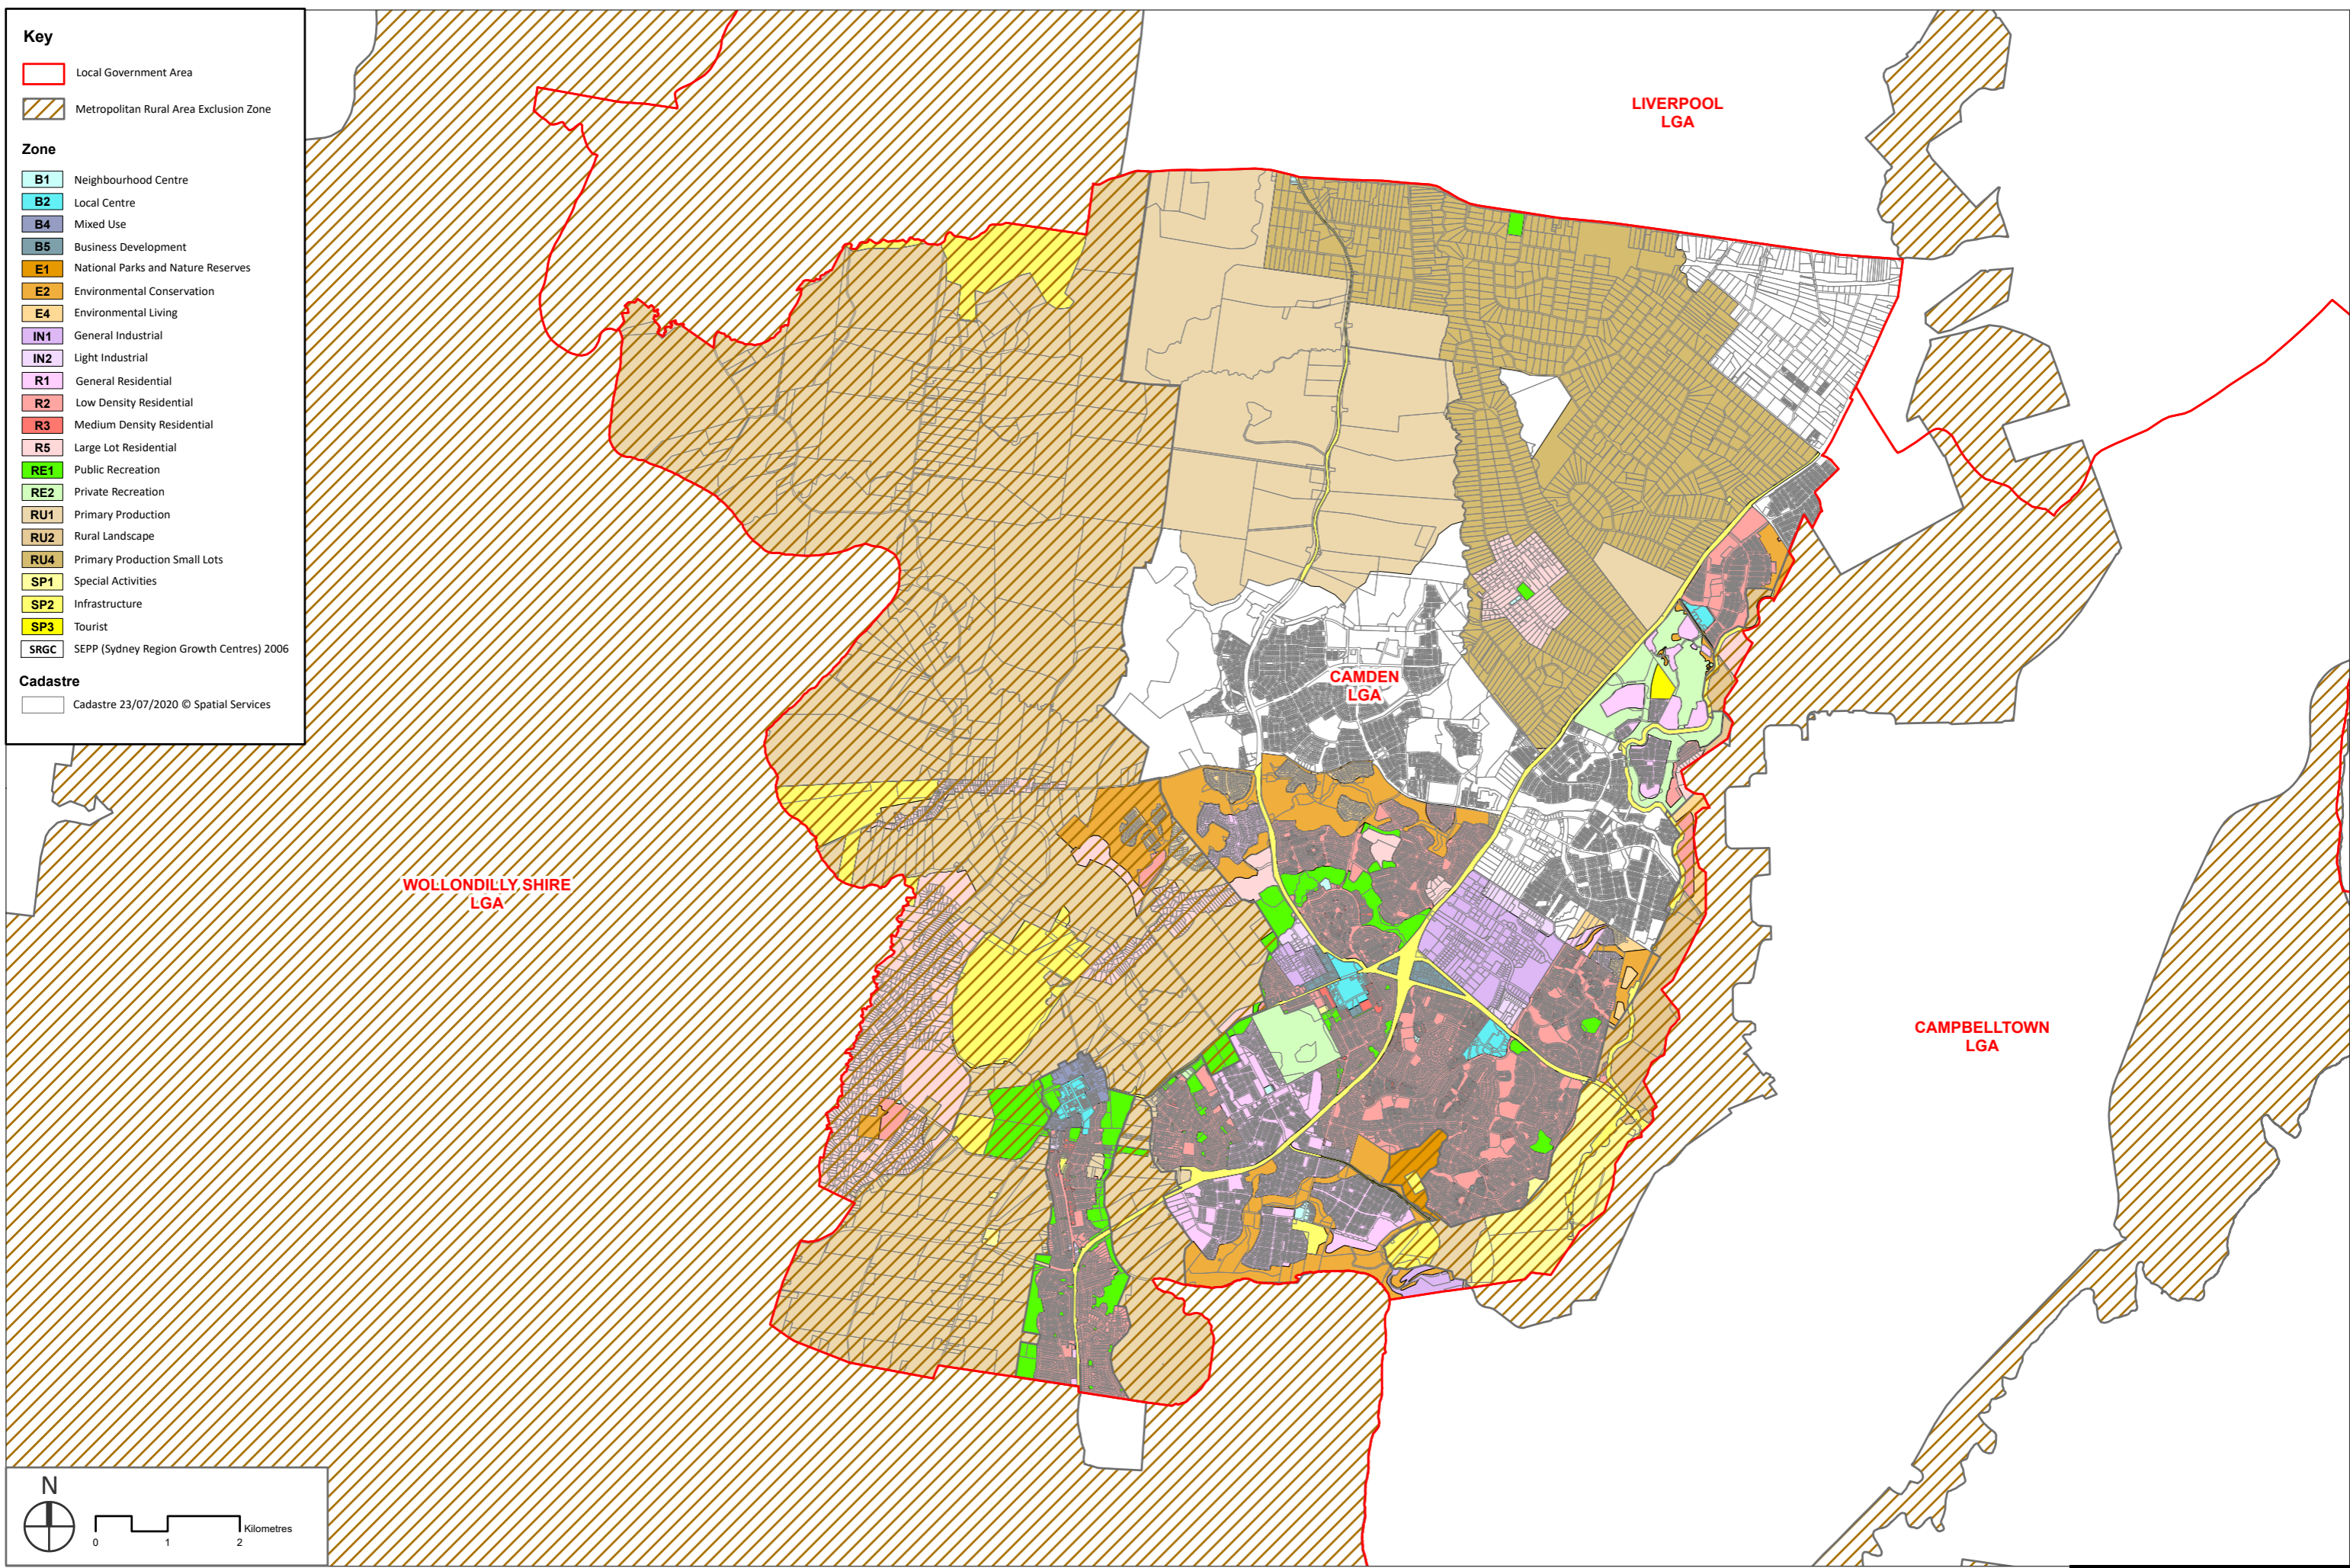 Key
Local Government Area
Metropolitan Rural Area Exclusion Zone
Zone
B1 Neighbourhood Centre
B2 Local Centre
B4 Mixed Use
B5 Business Development
E1 National Parks and Nature Reserves
E2 Environmental Conservation
E4 Environmental Living
IN1 General Industrial
IN2 Light Industrial
R1 General Residential
R2 Low Density Residential
R3 Medium Density Residential
R5 Large Lot Residential
RE1 Public Recreation
RE2 Private Recreation
RU1 Primary Production
RU2 Rural Landscape
RU4 Primary Production Small Lots
SP1 Special Activities
SP2 Infrastructure
SP3 Tourist
SRGC SEPP (Sydney Region Growth Centres) 2006
Cadastre
Cadastre 23/07/2020 © Spatial Services
LIVERPOOL
LGA
CAMDEN
LGA
WOLLONDILLY SHIRE
LGA
CAMPBELLTOWN
LGA
N
Kilometres
0 1 2